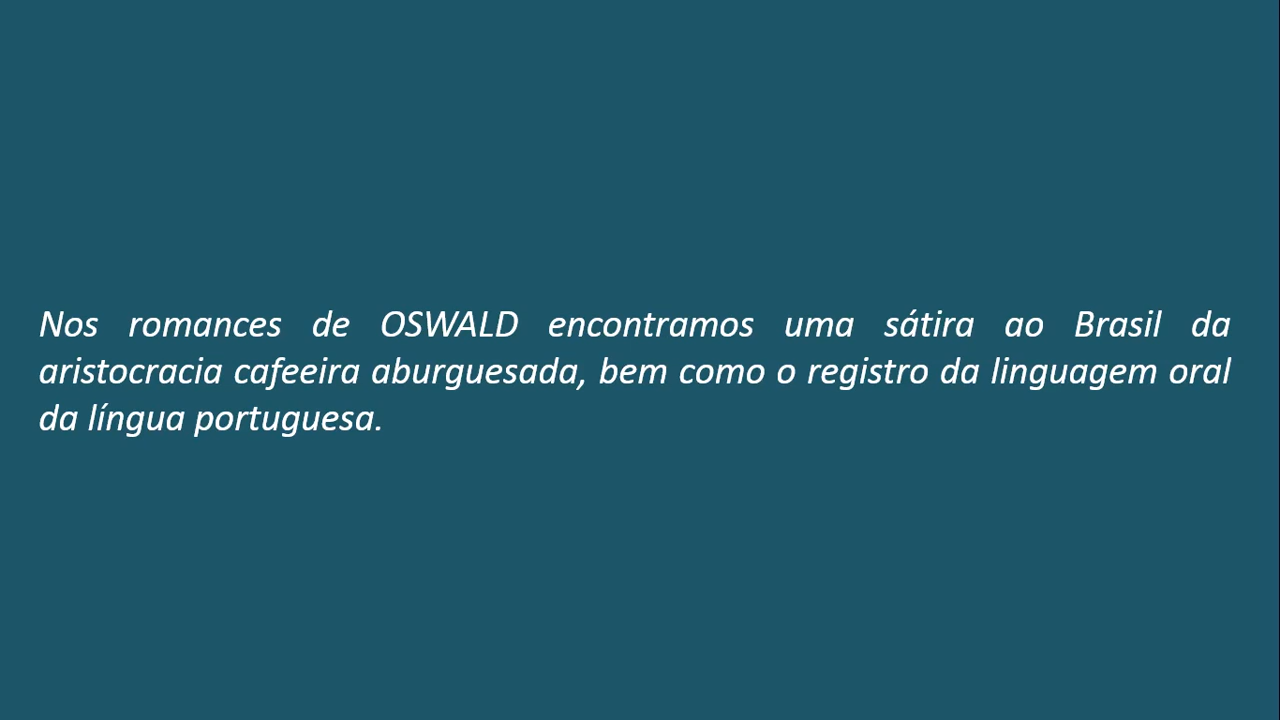 Nos romances de OSWALD encontramos uma sátira ao Brasil da
aristocracia cafeeira aburguesada, bem como o registro da linguagem oral
da língua portuguesa.